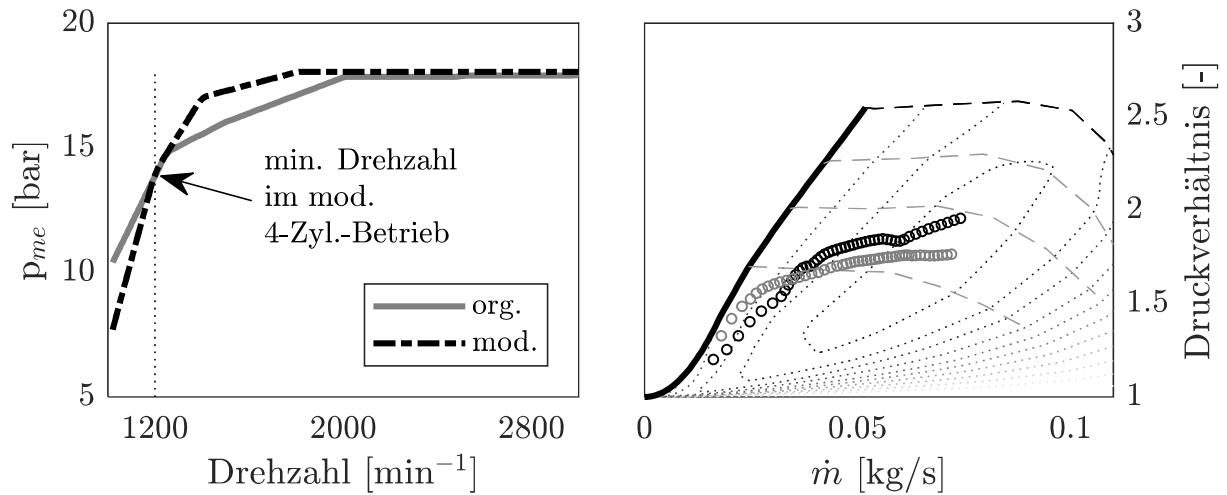 20
15
10
5
p_me [bar]
min. Drehzahl
im mod.
4-Zyl.-Betrieb
org.
mod.
1200
2000
2800
Drehzahl [min⁻¹]
3
2.5
2
1.5
1
Druckverhältnis [-]
0
0.05
0.1
ṁ [kg/s]